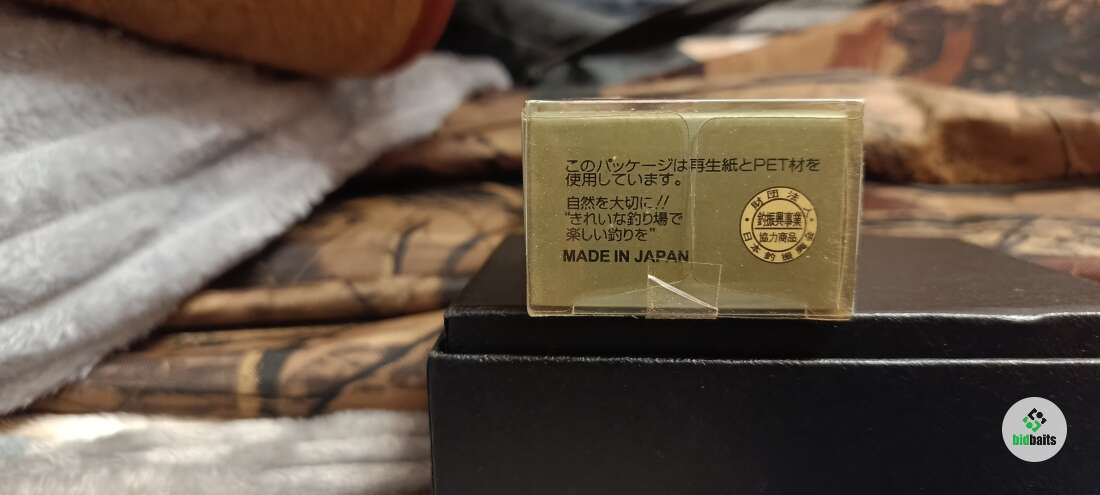 このパッケージは再生紙とPET材を
使用しています。
自然を大切に!!
"きれいな釣り場で
楽しい釣りを"
MADE IN JAPAN
財団法人
釣振興事業
協力商品
日本釣振興会
bidbaits